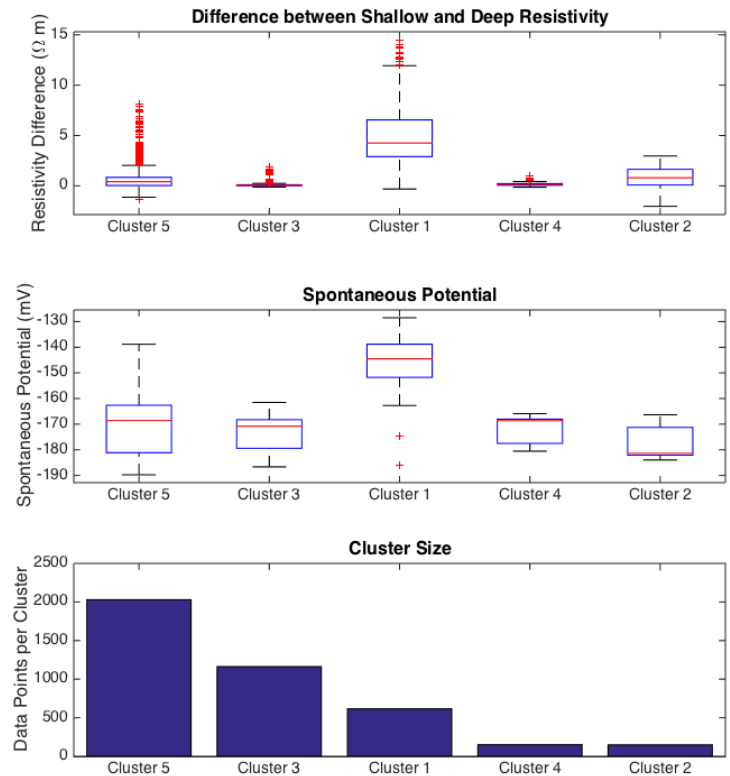 Difference between Shallow and Deep Resistivity
Resistivity Difference (Ω m)
15
10
5
0
Cluster 5 Cluster 3 Cluster 1 Cluster 4 Cluster 2
Spontaneous Potential
Spontaneous Potential (mV)
-130
-140
-150
-160
-170
-180
-190
Cluster 5 Cluster 3 Cluster 1 Cluster 4 Cluster 2
Cluster Size
Data Points per Cluster
2500
2000
1500
1000
500
0
Cluster 5 Cluster 3 Cluster 1 Cluster 4 Cluster 2